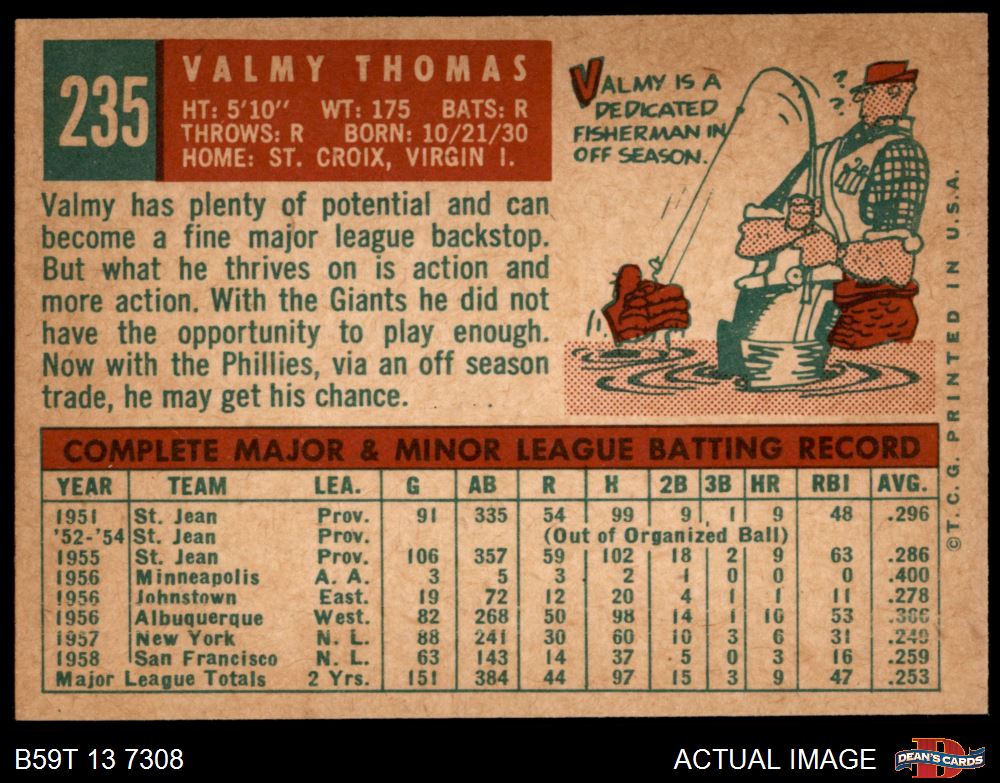 235
VALMY THOMAS
HT: 5'10" WT: 175 BATS: R
THROWS: R BORN: 10/21/30
HOME: ST. CROIX, VIRGIN I.
VALMY IS A
DEDICATED
FISHERMAN IN
OFF SEASON.
? ? ?
Valmy has plenty of potential and can
become a fine major league backstop.
But what he thrives on is action and
more action. With the Giants he did not
have the opportunity to play enough.
Now with the Phillies, via an off season
trade, he may get his chance.
COMPLETE MAJOR & MINOR LEAGUE BATTING RECORD
YEAR TEAM LEA. G AB R H 2B 3B HR RBI AVG.
1951 St. Jean Prov. 91 335 54 99 9 1 9 48 .296
'52-'54 St. Jean Prov. (Out of Organized Ball)
1955 St. Jean Prov. 106 357 59 102 18 2 9 63 .286
1956 Minneapolis A. A. 3 5 3 2 1 0 0 0 .400
1956 Johnstown East. 19 72 12 20 4 1 1 11 .278
1956 Albuquerque West. 82 268 50 98 14 1 16 53 .366
1957 New York N. L. 88 241 30 60 10 3 6 31 .249
1958 San Francisco N. L. 63 143 14 37 5 0 3 16 .259
Major League Totals 2 Yrs. 151 384 44 97 15 3 9 47 .253
© T. C. G. PRINTED IN U.S.A.
B59T 13 7308
ACTUAL IMAGE
DEAN'S CARDS